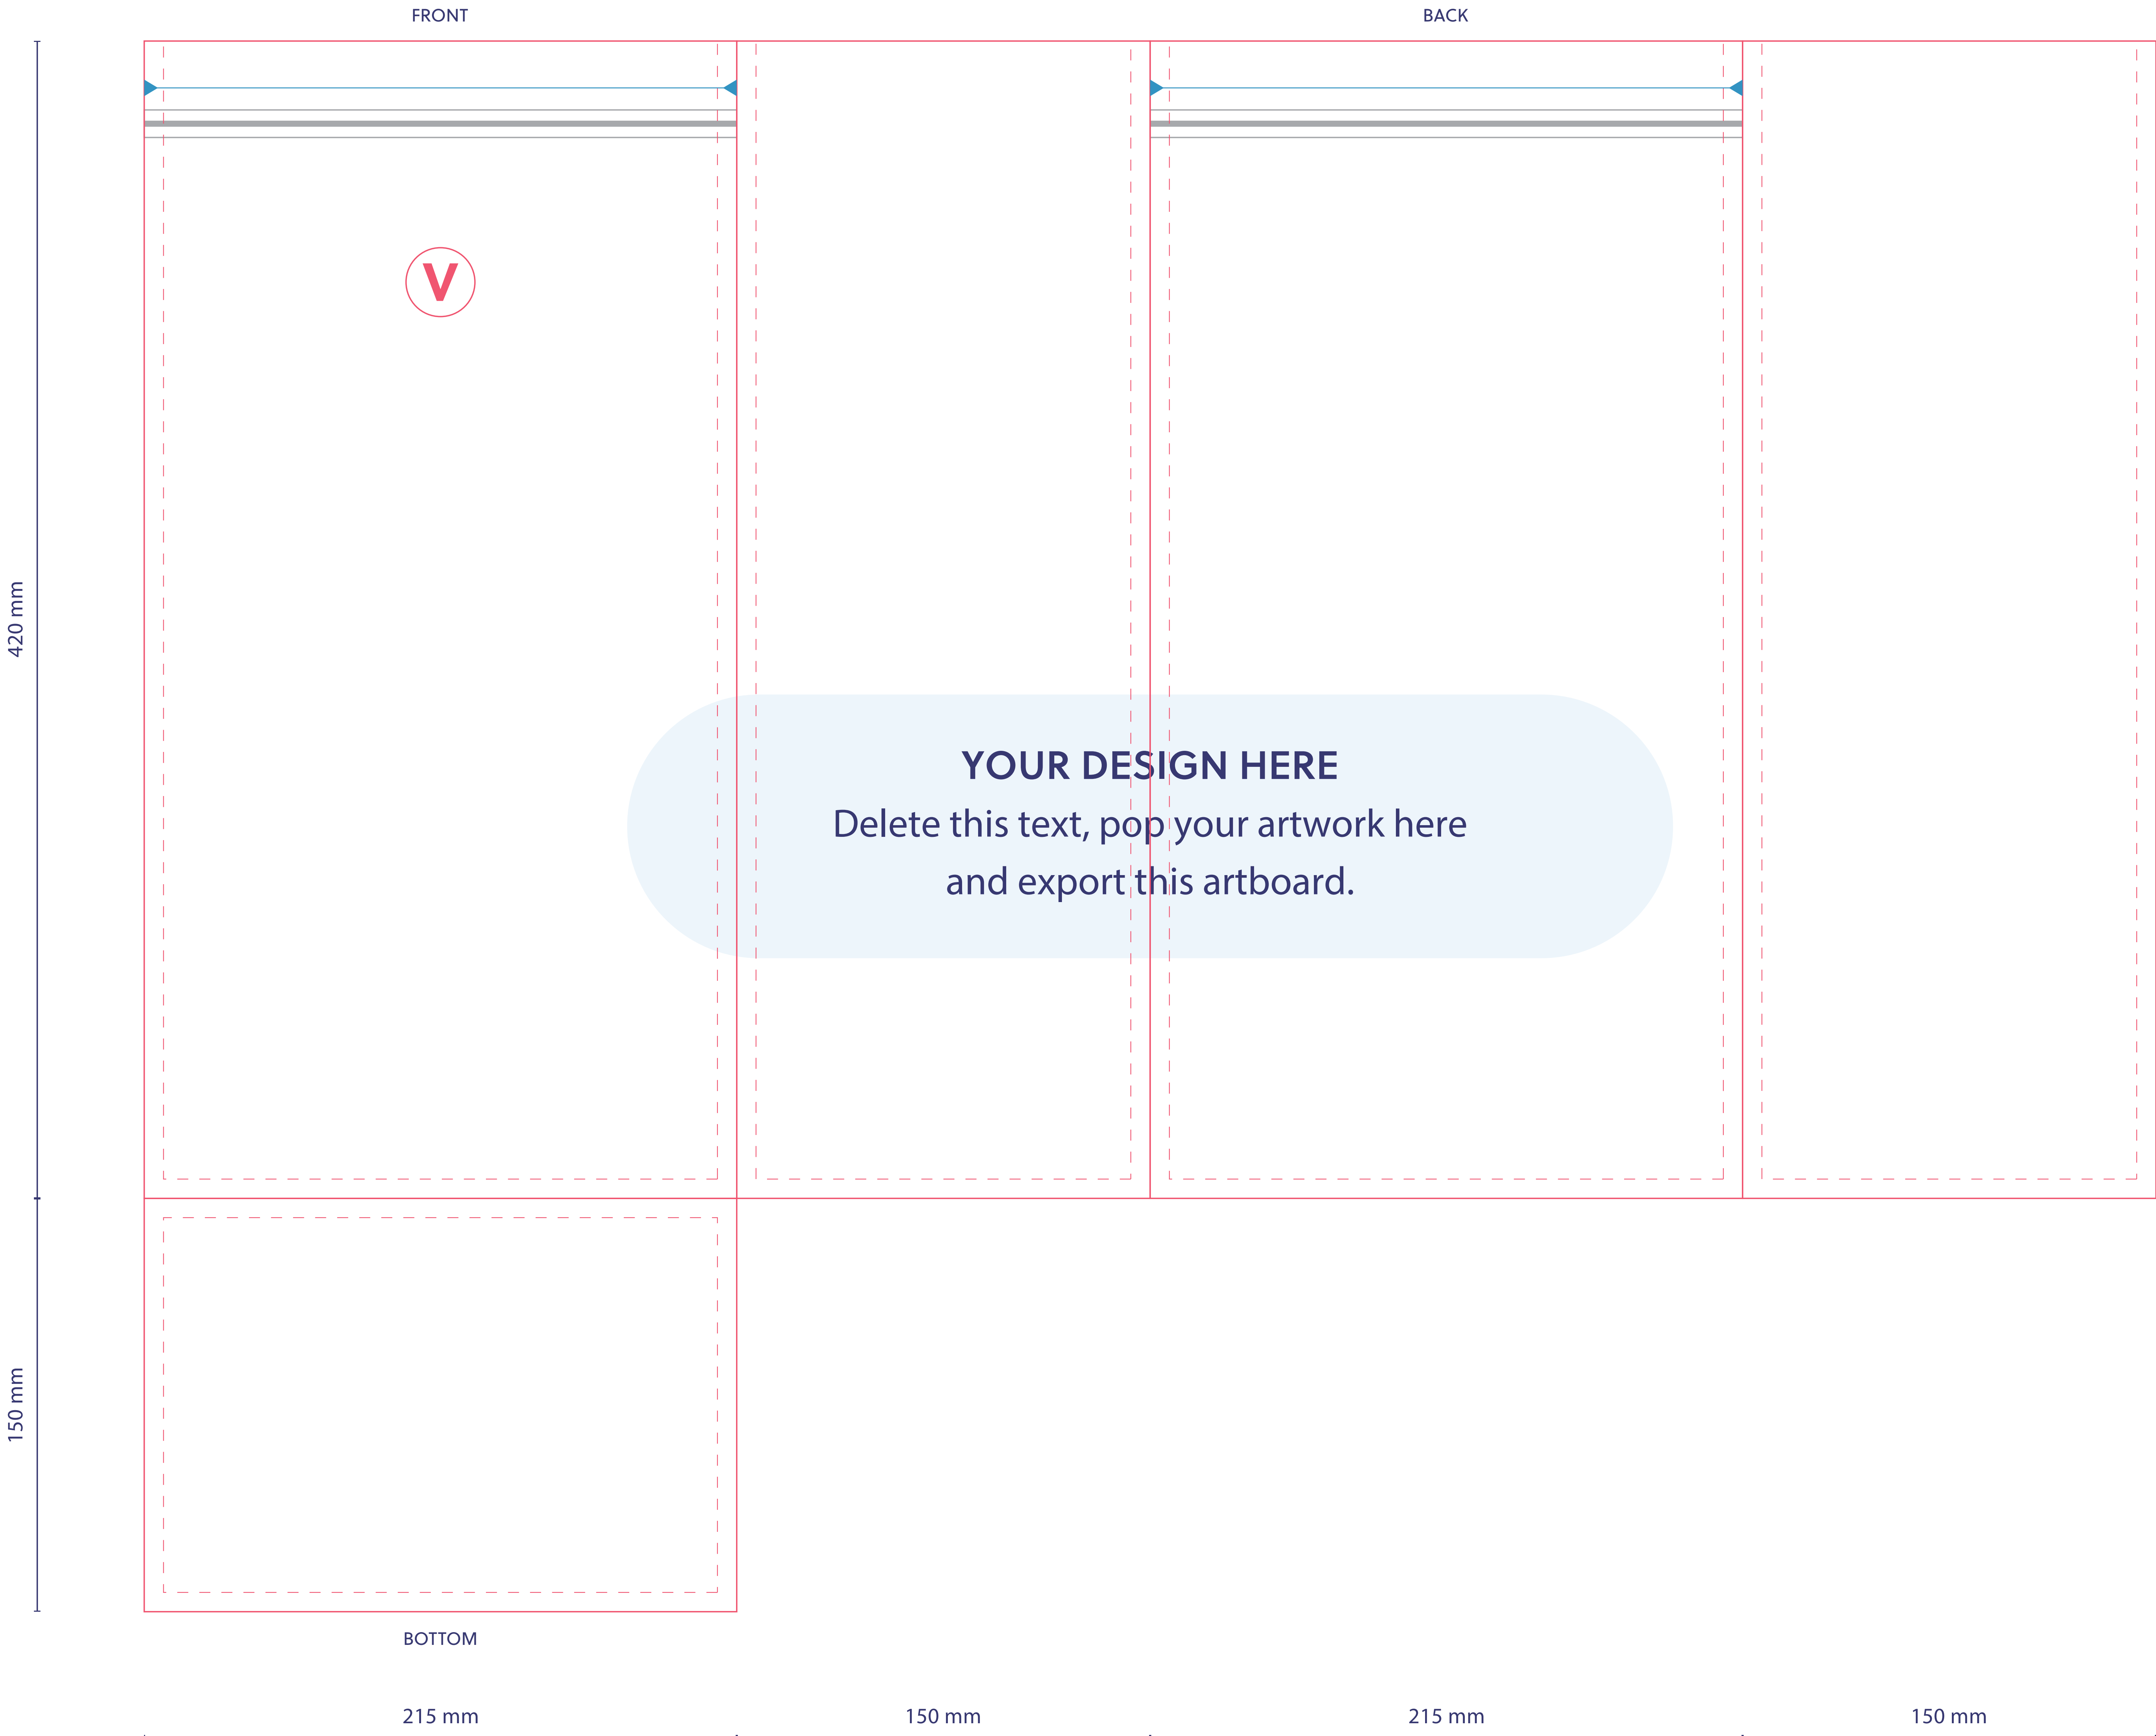 FRONT
BACK
V
420 mm
YOUR DESIGN HERE
Delete this text, pop your artwork here
and export this artboard.
150 mm
BOTTOM
215 mm
150 mm
215 mm
150 mm